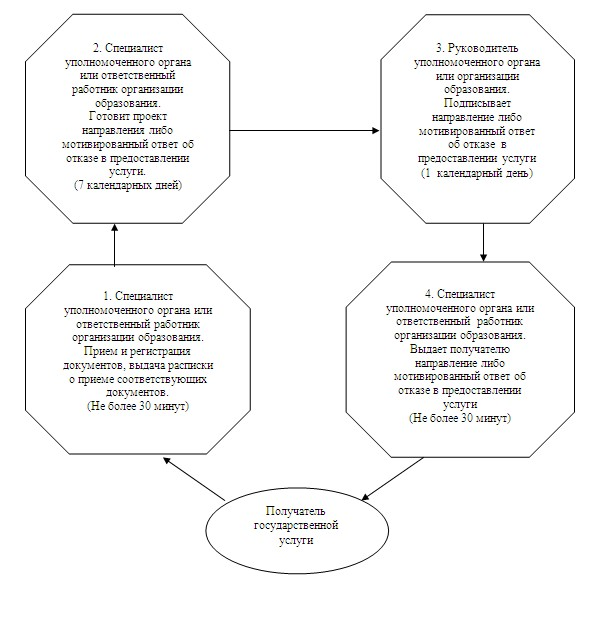 2. Специалист
уполномоченного органа
или ответственный
работник организации
образования.
Готовит проект
направления либо
мотивированный ответ об
отказе в предоставлении
услуги.
(7 календарных дней)
3. Руководитель
уполномоченного органа
или организации
образования.
Подписывает
направление либо
мотивированный ответ
об отказе в
предоставлении услуги
(1 календарный день)
1. Специалист
уполномоченного органа или
ответственный работник
организации образования.
Прием и регистрация
документов, выдача расписки
о приеме соответствующих
документов.
(Не более 30 минут)
4. Специалист
уполномоченного органа или
ответственный работник
организации образования.
Выдает получателю
направление либо
мотивированный ответ об
отказе в предоставлении
услуги
(Не более 30 минут)
Получатель
государственной
услуги